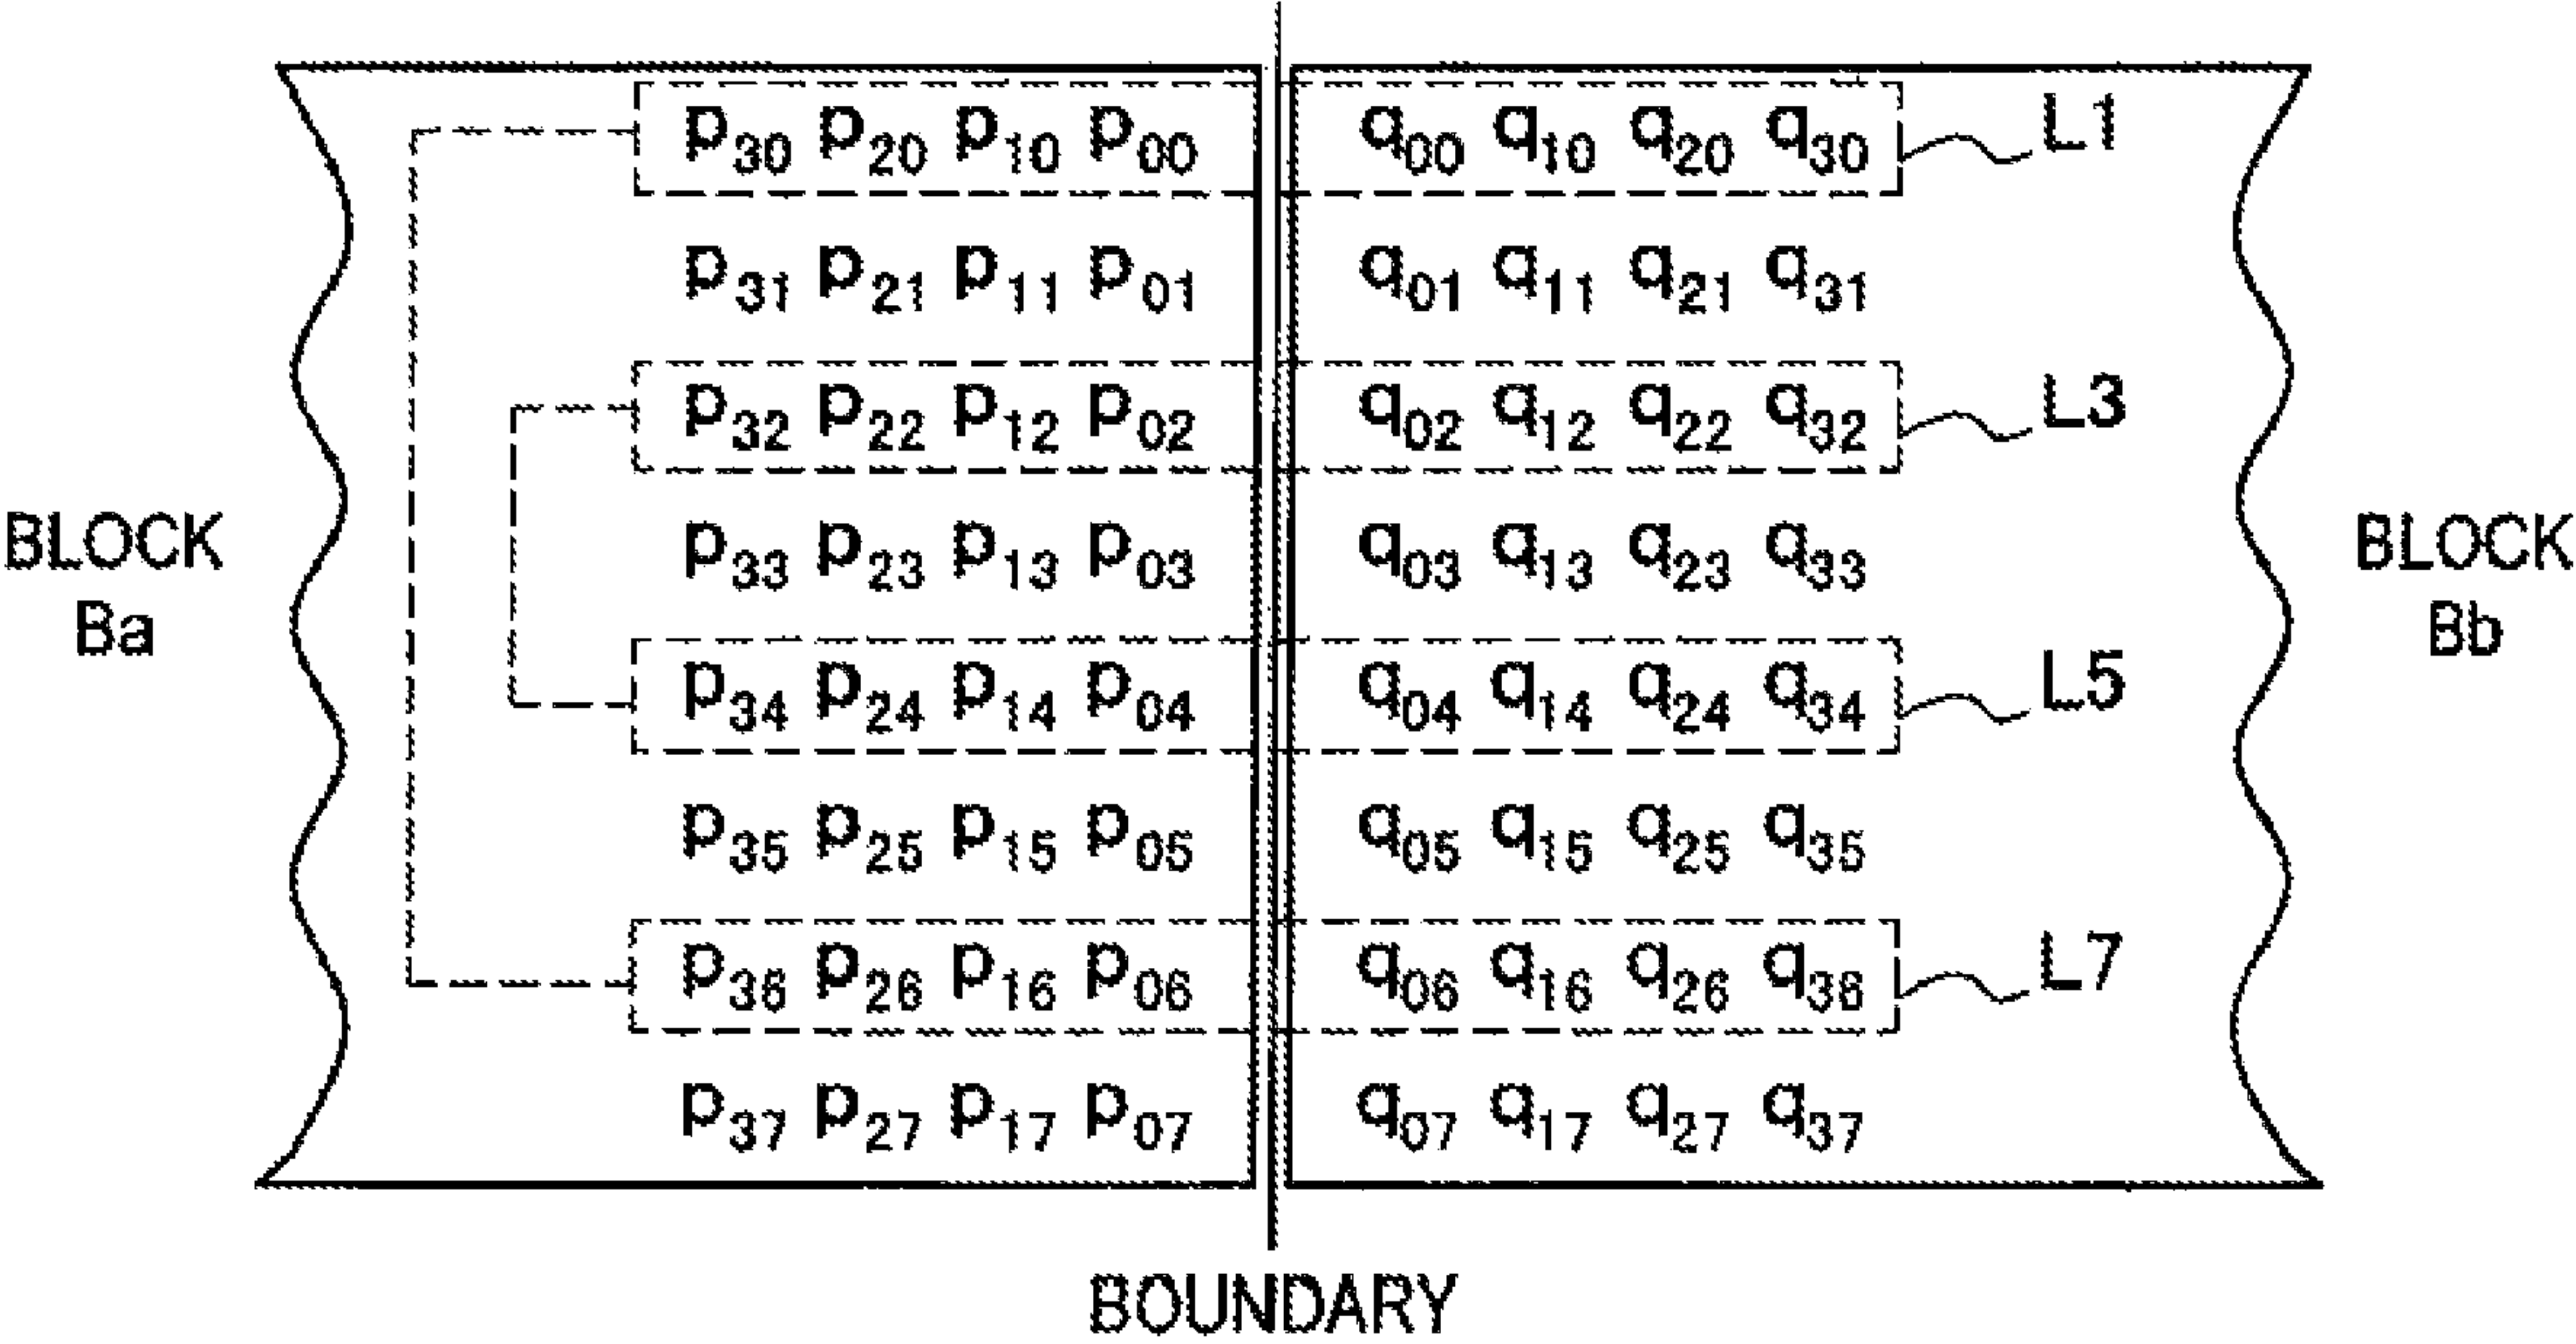 p30 p20 p10 p00 q00 q10 q20 q30 L1
p31 p21 p11 p01 q01 q11 q21 q31
p32 p22 p12 p02 q02 q12 q22 q32 L3
p33 p23 p13 p03 q03 q13 q23 q33
BLOCK Ba
BLOCK Bb
p34 p24 p14 p04 q04 q14 q24 q34 L5
p35 p25 p15 p05 q05 q15 q25 q35
p36 p26 p16 p06 q06 q16 q26 q36 L7
p37 p27 p17 p07 q07 q17 q27 q37
BOUNDARY